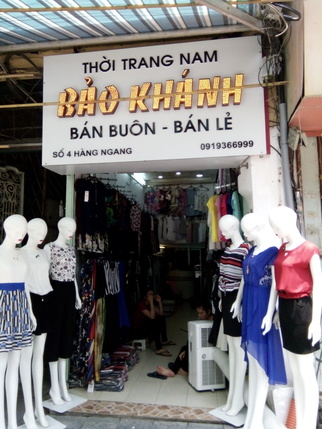 THỜI TRANG NAM
BẢO KHÁNH
BÁN BUÔN - BÁN LẺ
SỐ 4 HÀNG NGANG 0919366999